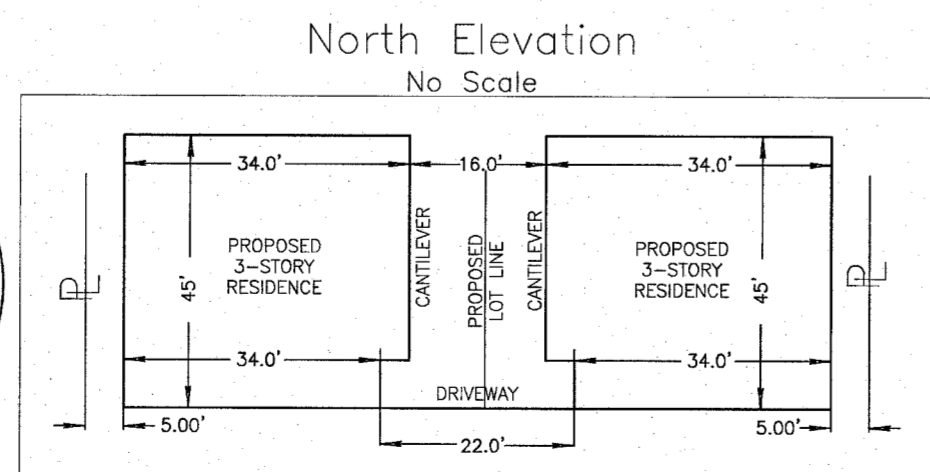 North Elevation
No Scale
34.0'
16.0'
34.0'
PROPOSED
3-STORY
RESIDENCE
45'
CANTILEVER
PROPOSED
LOT LINE
CANTILEVER
PROPOSED
3-STORY
RESIDENCE
45'
PL
PL
34.0'
34.0'
DRIVEWAY
5.00'
22.0'
5.00'